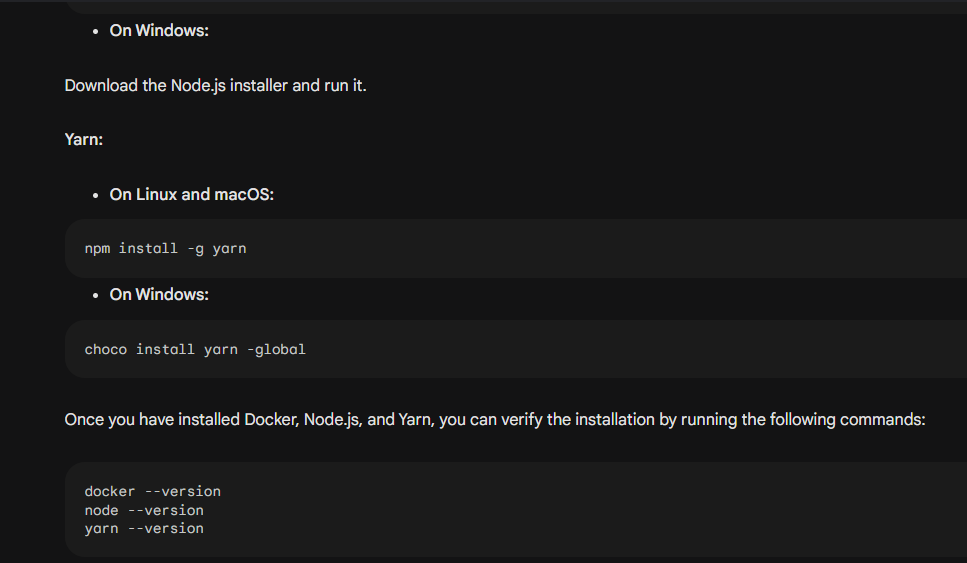 • On Windows:
Download the Node.js installer and run it.
Yarn:
• On Linux and macOS:
npm install -g yarn
• On Windows:
choco install yarn -global
Once you have installed Docker, Node.js, and Yarn, you can verify the installation by running the following commands:
docker --version
node --version
yarn --version